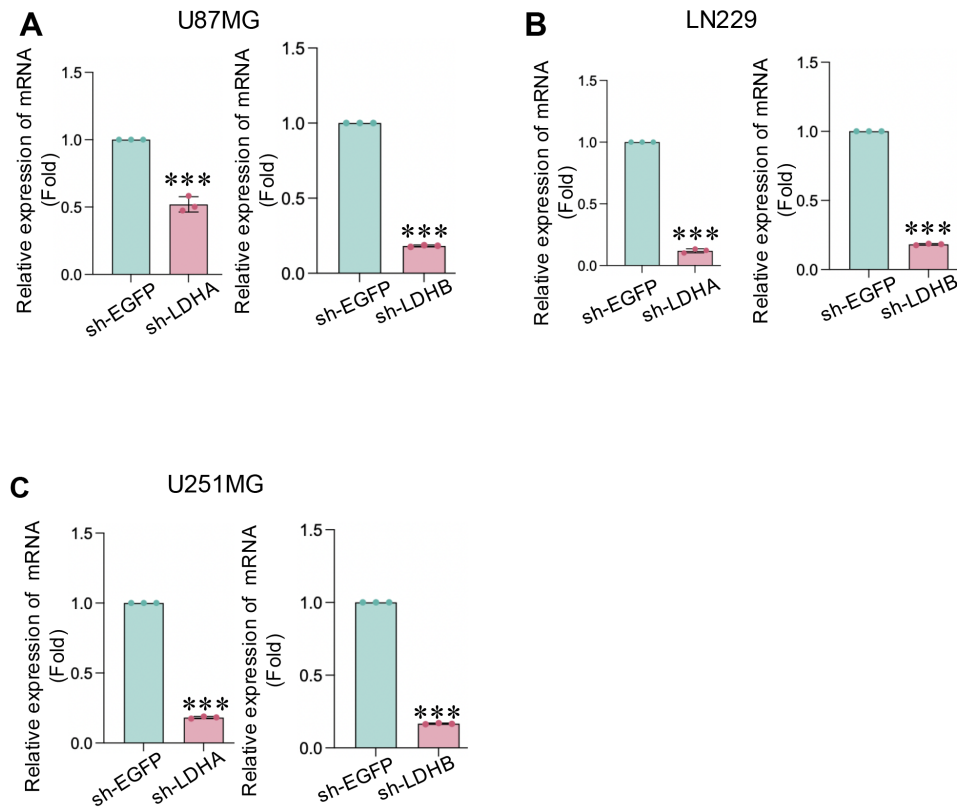 A
U87MG
Relative expression of mRNA
(Fold)
1.5
1.0
0.5
0.0
***
sh-EGFP
sh-LDHA
Relative expression of mRNA
(Fold)
1.5
1.0
0.5
0.0
***
sh-EGFP
sh-LDHB
B
LN229
Relative expression of mRNA
(Fold)
1.5
1.0
0.5
0.0
***
sh-EGFP
sh-LDHA
Relative expression of mRNA
(Fold)
1.5
1.0
0.5
0.0
***
sh-EGFP
sh-LDHB
C
U251MG
Relative expression of mRNA
(Fold)
1.5
1.0
0.5
0.0
***
sh-EGFP
sh-LDHA
Relative expression of mRNA
(Fold)
1.5
1.0
0.5
0.0
***
sh-EGFP
sh-LDHB